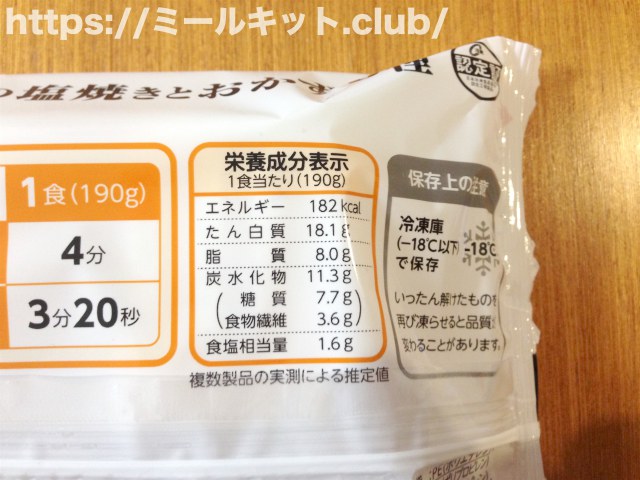 https://ミールキット.club/
の塩焼きとおかず
認定
1食(190g)
4分
3分20秒
栄養成分表示
1食当たり(190g)
エネルギー 182kcal
たん白質 18.1g
脂質 8.0g
炭水化物 11.3g
(糖質 7.7g
食物繊維 3.6g)
食塩相当量 1.6g
複数製品の実測による推定値
保存上の注意
冷凍庫
(-18℃以下)
で保存
-18℃
いったん解けたものを
再び凍らせると品質が
変わることがあります。